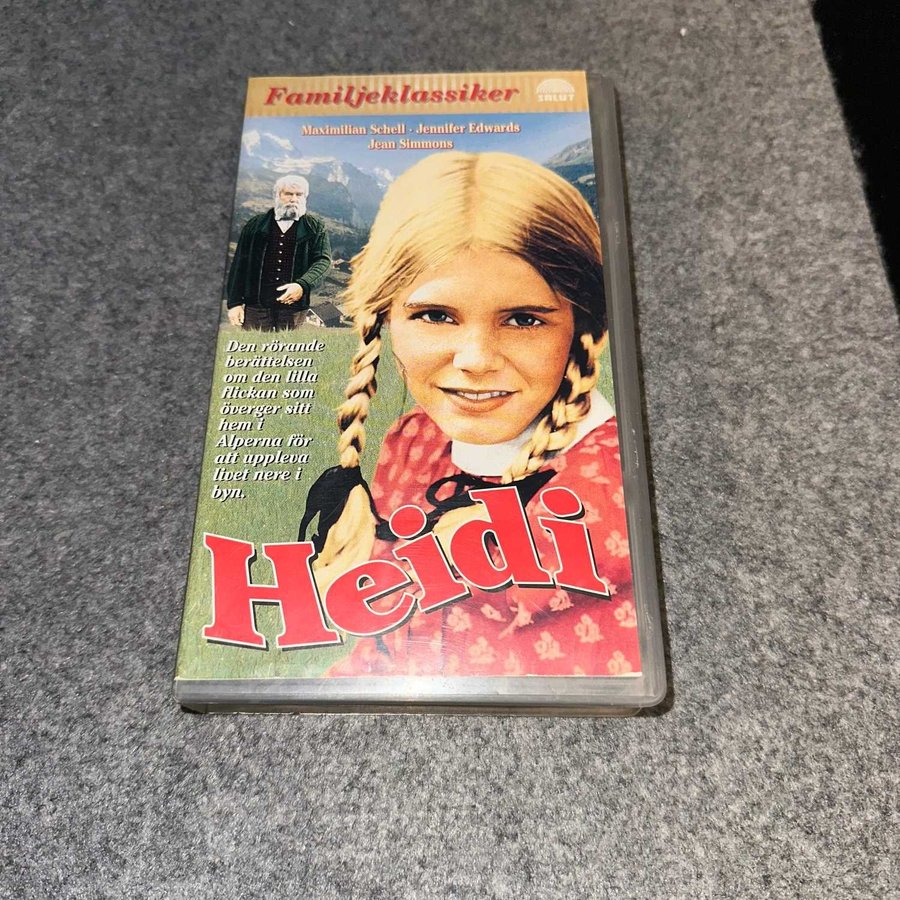 Familjeklassiker
SALUT
Maximilian Schell · Jennifer Edwards
Jean Simmons
Den rörande
berättelsen
om den lilla
flickan som
överger sitt
hem i
Alperna för
att uppleva
livet nere i
byn.
Heidi